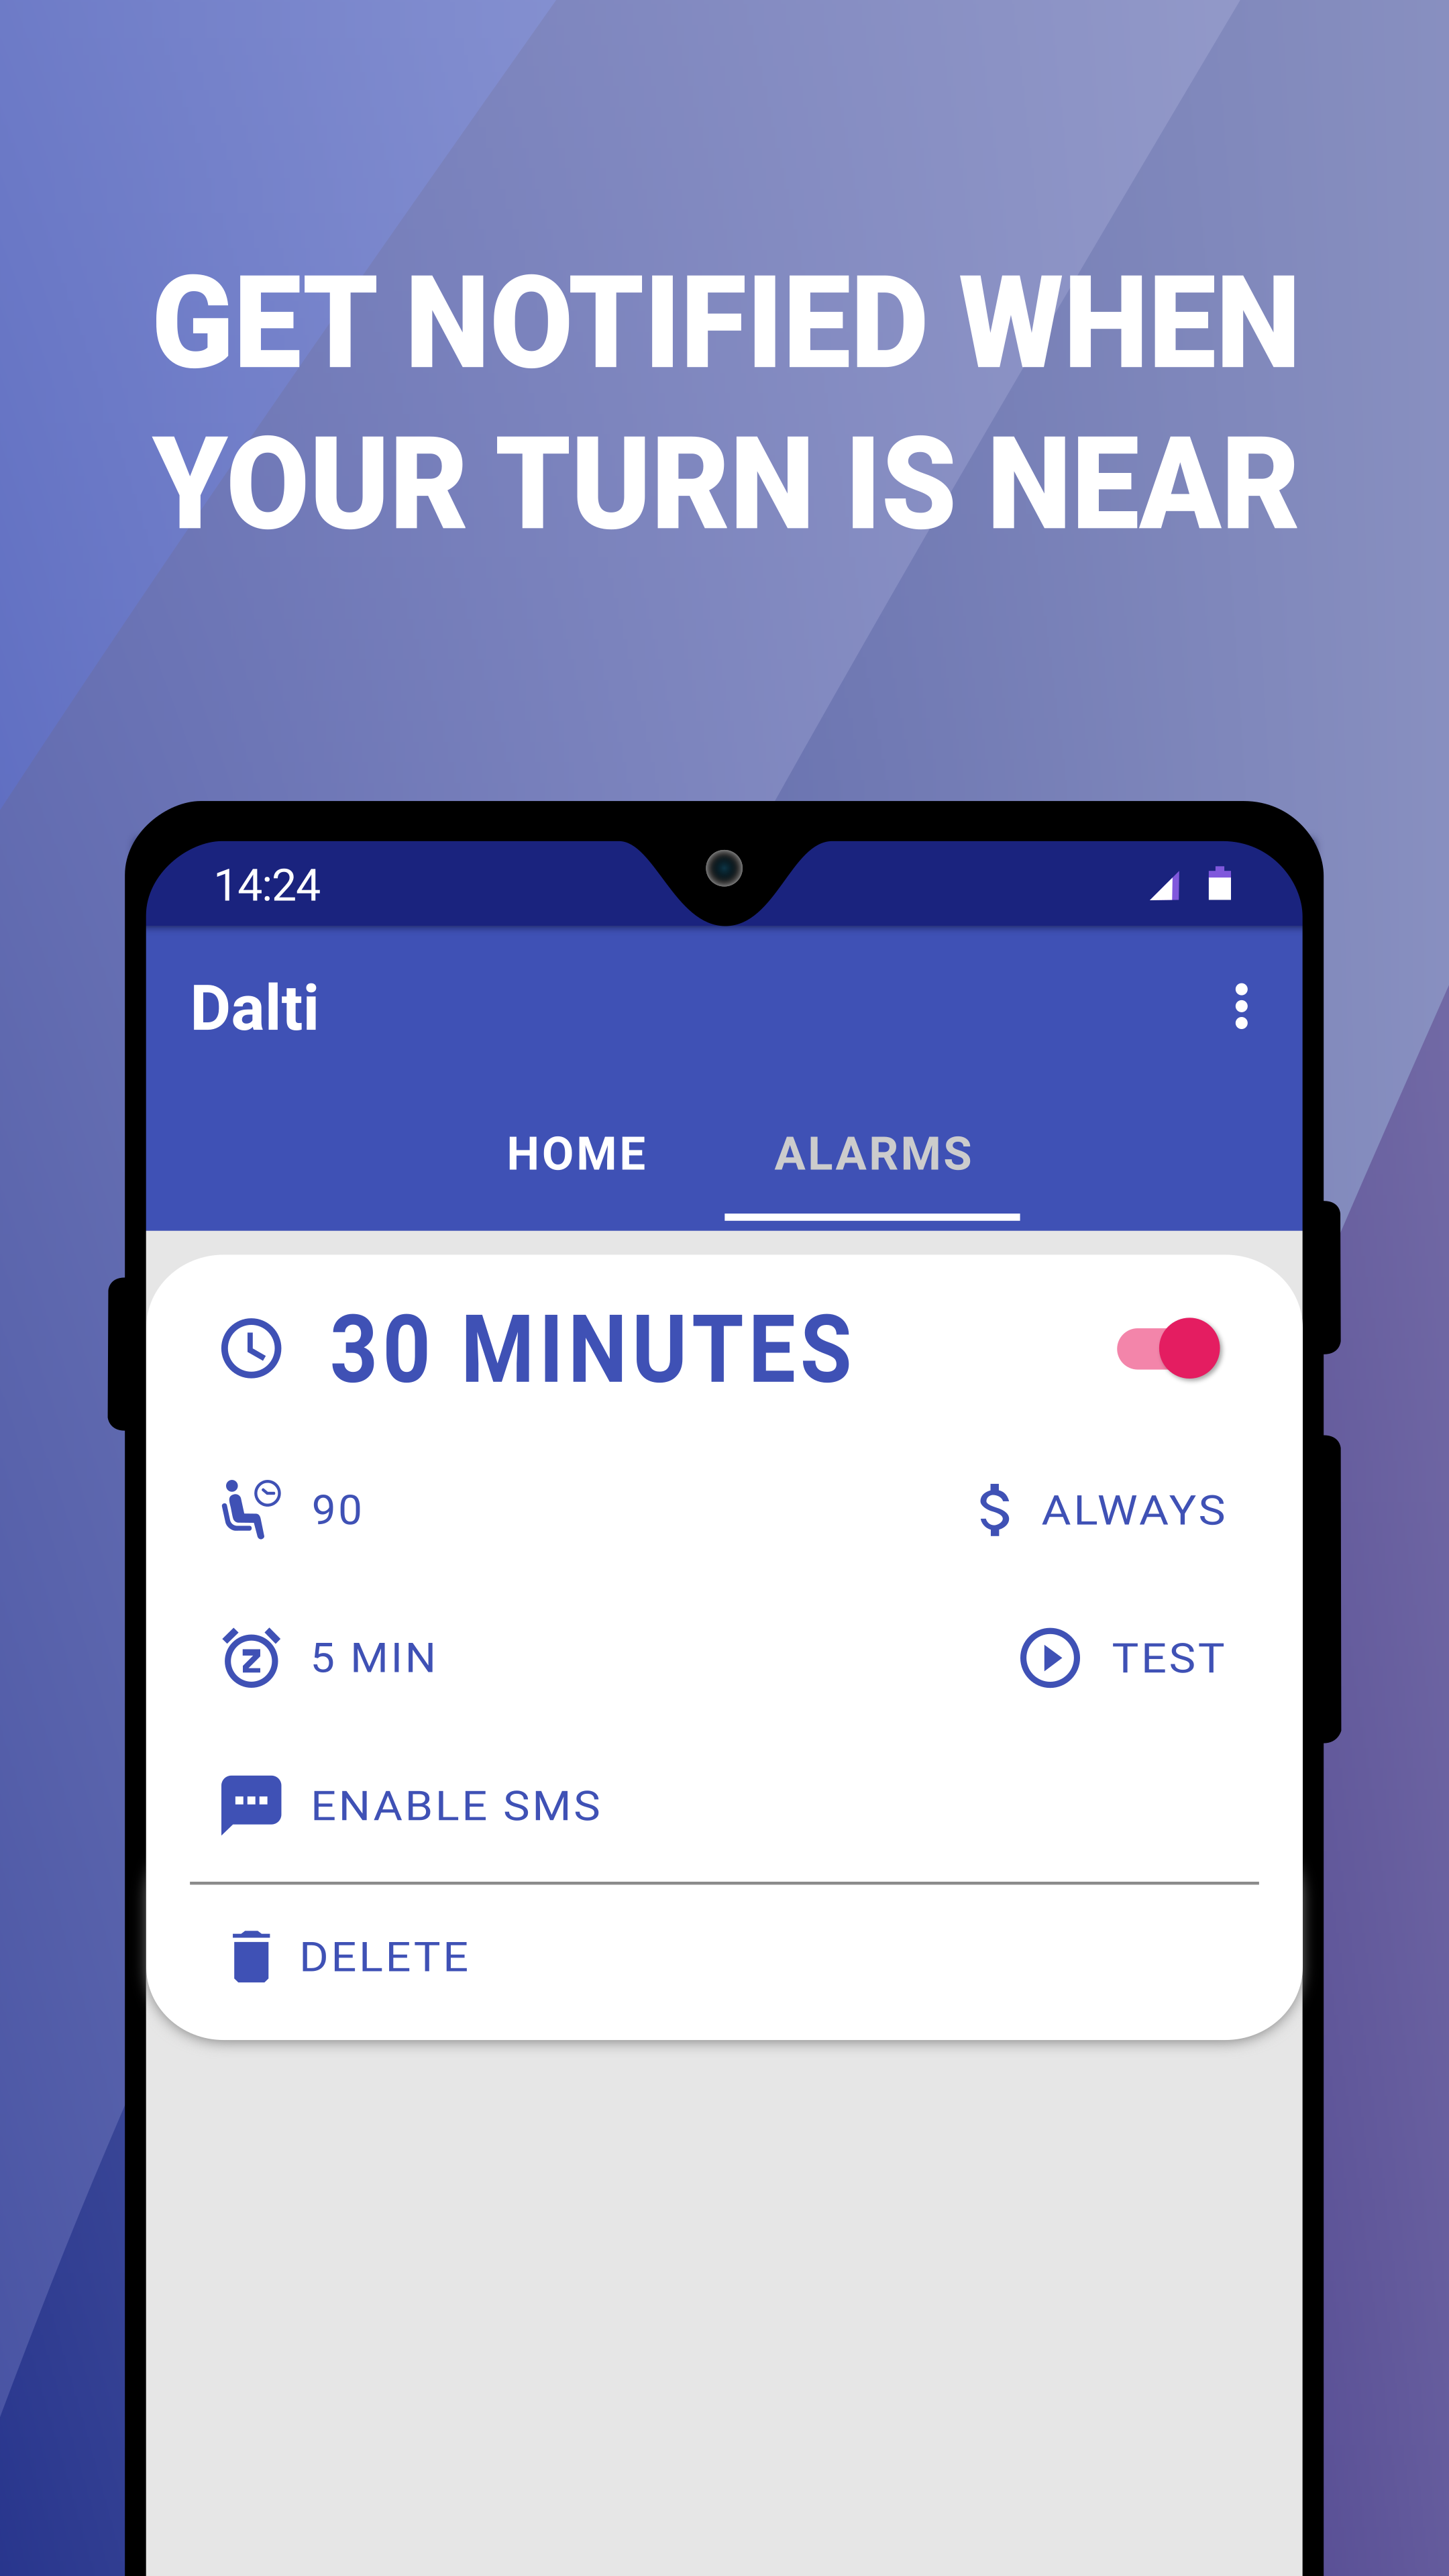 GET NOTIFIED WHEN
YOUR TURN IS NEAR
14:24
Dalti
HOME ALARMS
30 MINUTES
90 $ ALWAYS
5 MIN TEST
ENABLE SMS
DELETE